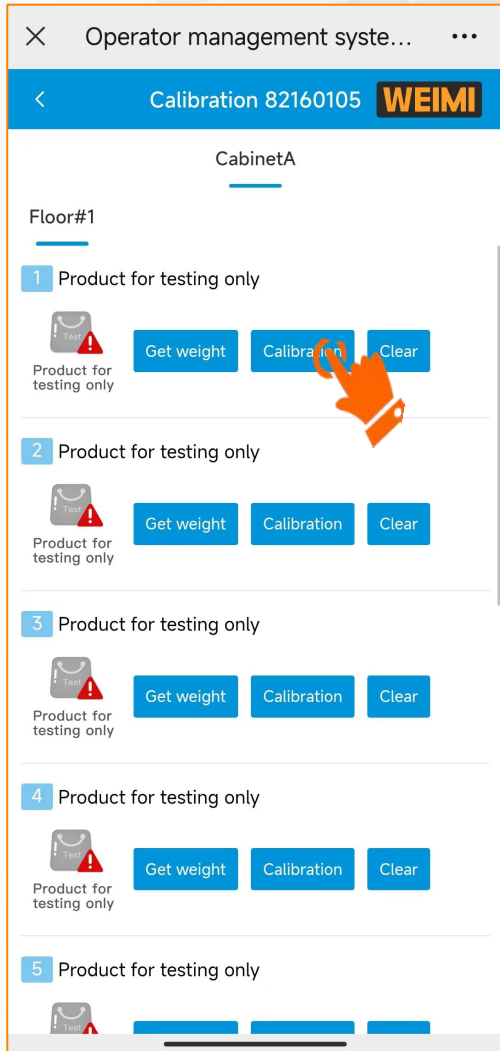 Operator management syste...
Calibration 82160105 WEIMI
CabinetA
Floor#1
1 Product for testing only
! Test !
Get weight Calibration Clear
Product for
testing only
2 Product for testing only
! Test !
Get weight Calibration Clear
Product for
testing only
3 Product for testing only
! Test !
Get weight Calibration Clear
Product for
testing only
4 Product for testing only
! Test !
Get weight Calibration Clear
Product for
testing only
5 Product for testing only
! Test